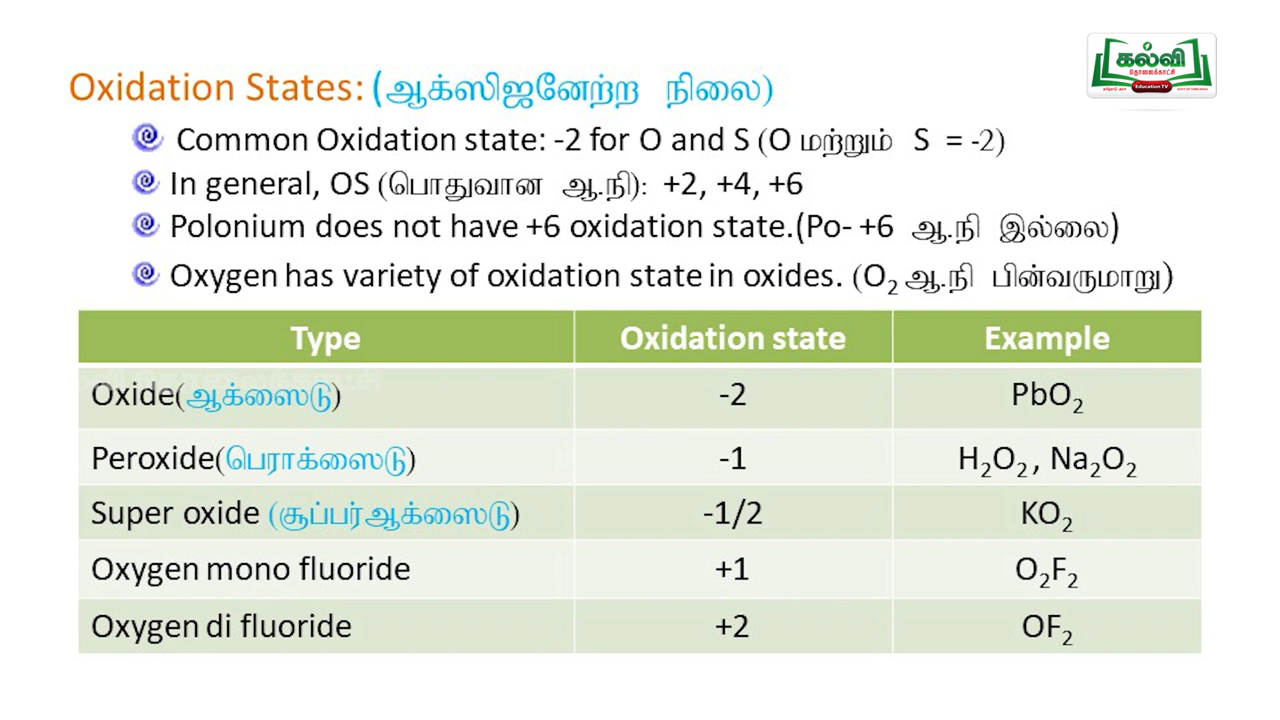 கல்வி
தொலைக்காட்சி
Education TV
Oxidation States: (ஆக்ஸிஜனேற்ற நிலை)
Common Oxidation state: -2 for O and S (O மற்றும் S = -2)
In general, OS (பொதுவான ஆ.நி): +2, +4, +6
Polonium does not have +6 oxidation state.(Po- +6 ஆ.நி இல்லை)
Oxygen has variety of oxidation state in oxides. (O₂ ஆ.நி பின்வருமாறு)
Type Oxidation state Example
Oxide(ஆக்ஸைடு) -2 PbO₂
Peroxide(பெராக்ஸைடு) -1 H₂O₂ , Na₂O₂
Super oxide (சூப்பர்ஆக்ஸைடு) -1/2 KO₂
Oxygen mono fluoride +1 O₂F₂
Oxygen di fluoride +2 OF₂